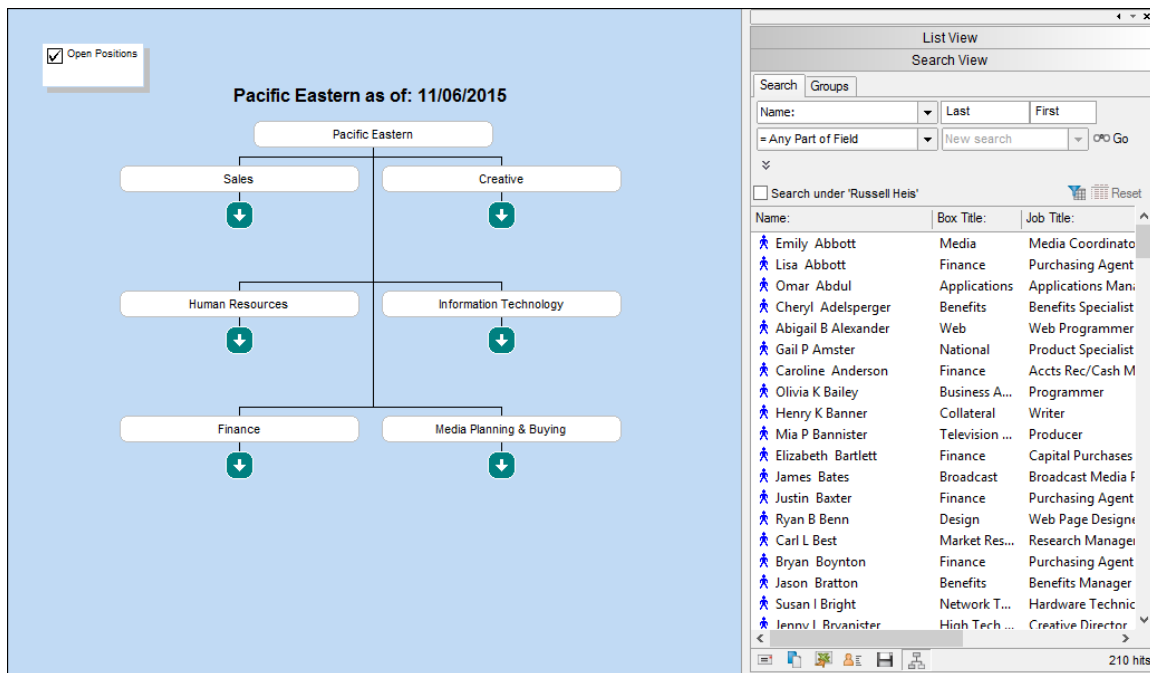 Open Positions
Pacific Eastern as of: 11/06/2015
Pacific Eastern
Sales
Creative
Human Resources
Information Technology
Finance
Media Planning & Buying
List View
Search View
Search Groups
Name: Last First
= Any Part of Field New search Go
Search under 'Russell Heis' Reset
Name: Box Title: Job Title:
Emily Abbott Media Media Coordinato
Lisa Abbott Finance Purchasing Agent
Omar Abdul Applications Applications Mana
Cheryl Adelsperger Benefits Benefits Specialist
Abigail B Alexander Web Web Programmer
Gail P Amster National Product Specialist
Caroline Anderson Finance Accts Rec/Cash M
Olivia K Bailey Business A... Programmer
Henry K Banner Collateral Writer
Mia P Bannister Television ... Producer
Elizabeth Bartlett Finance Capital Purchases
James Bates Broadcast Broadcast Media P
Justin Baxter Finance Purchasing Agent
Ryan B Benn Design Web Page Designe
Carl L Best Market Res... Research Manager
Bryan Boynton Finance Purchasing Agent
Jason Bratton Benefits Benefits Manager
Susan I Bright Network T... Hardware Technic
Jenny L Bryanister High Tech ... Creative Director
210 hits